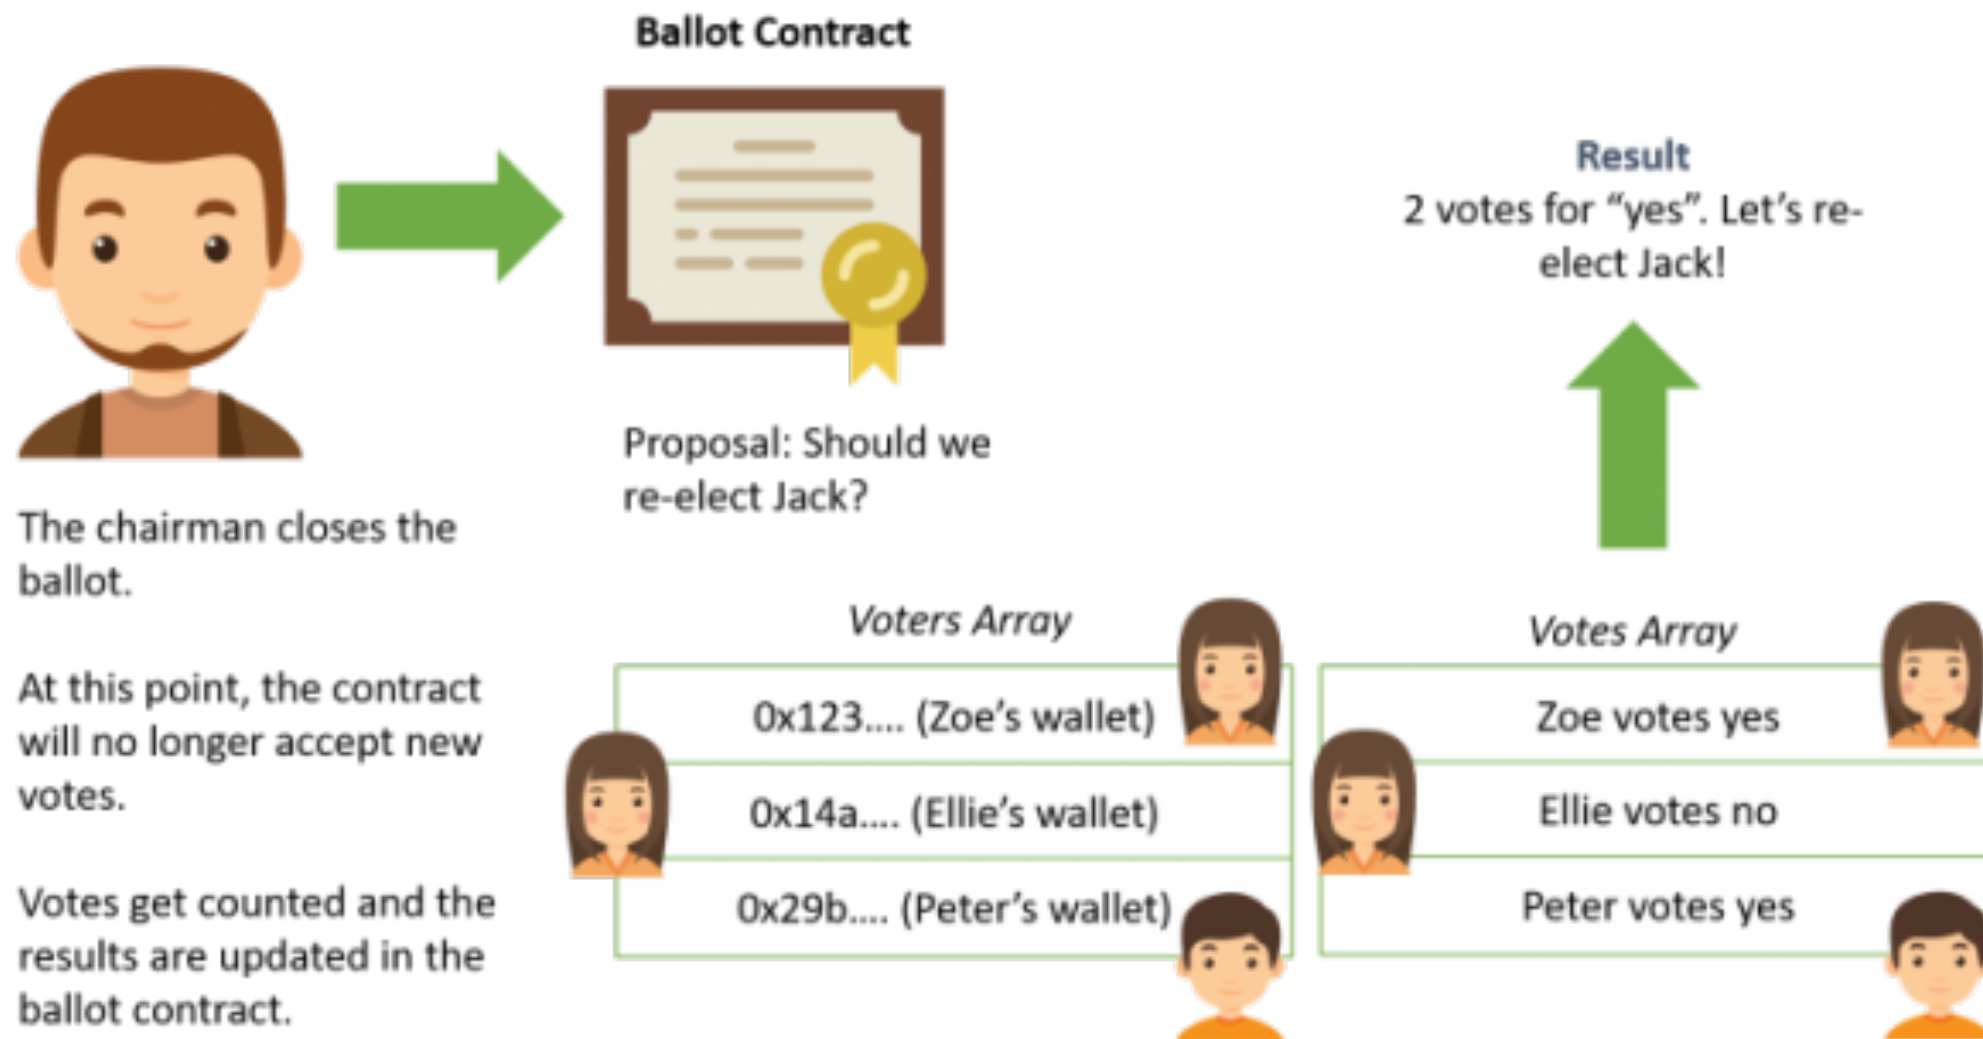 Ballot Contract
The chairman closes the
ballot.
At this point, the contract
will no longer accept new
votes.
Votes get counted and the
results are updated in the
ballot contract.
Proposal: Should we
re-elect Jack?
Result
2 votes for “yes”. Let’s re-
elect Jack!
Voters Array
0x123.... (Zoe’s wallet)
0x14a.... (Ellie’s wallet)
0x29b.... (Peter’s wallet)
Votes Array
Zoe votes yes
Ellie votes no
Peter votes yes